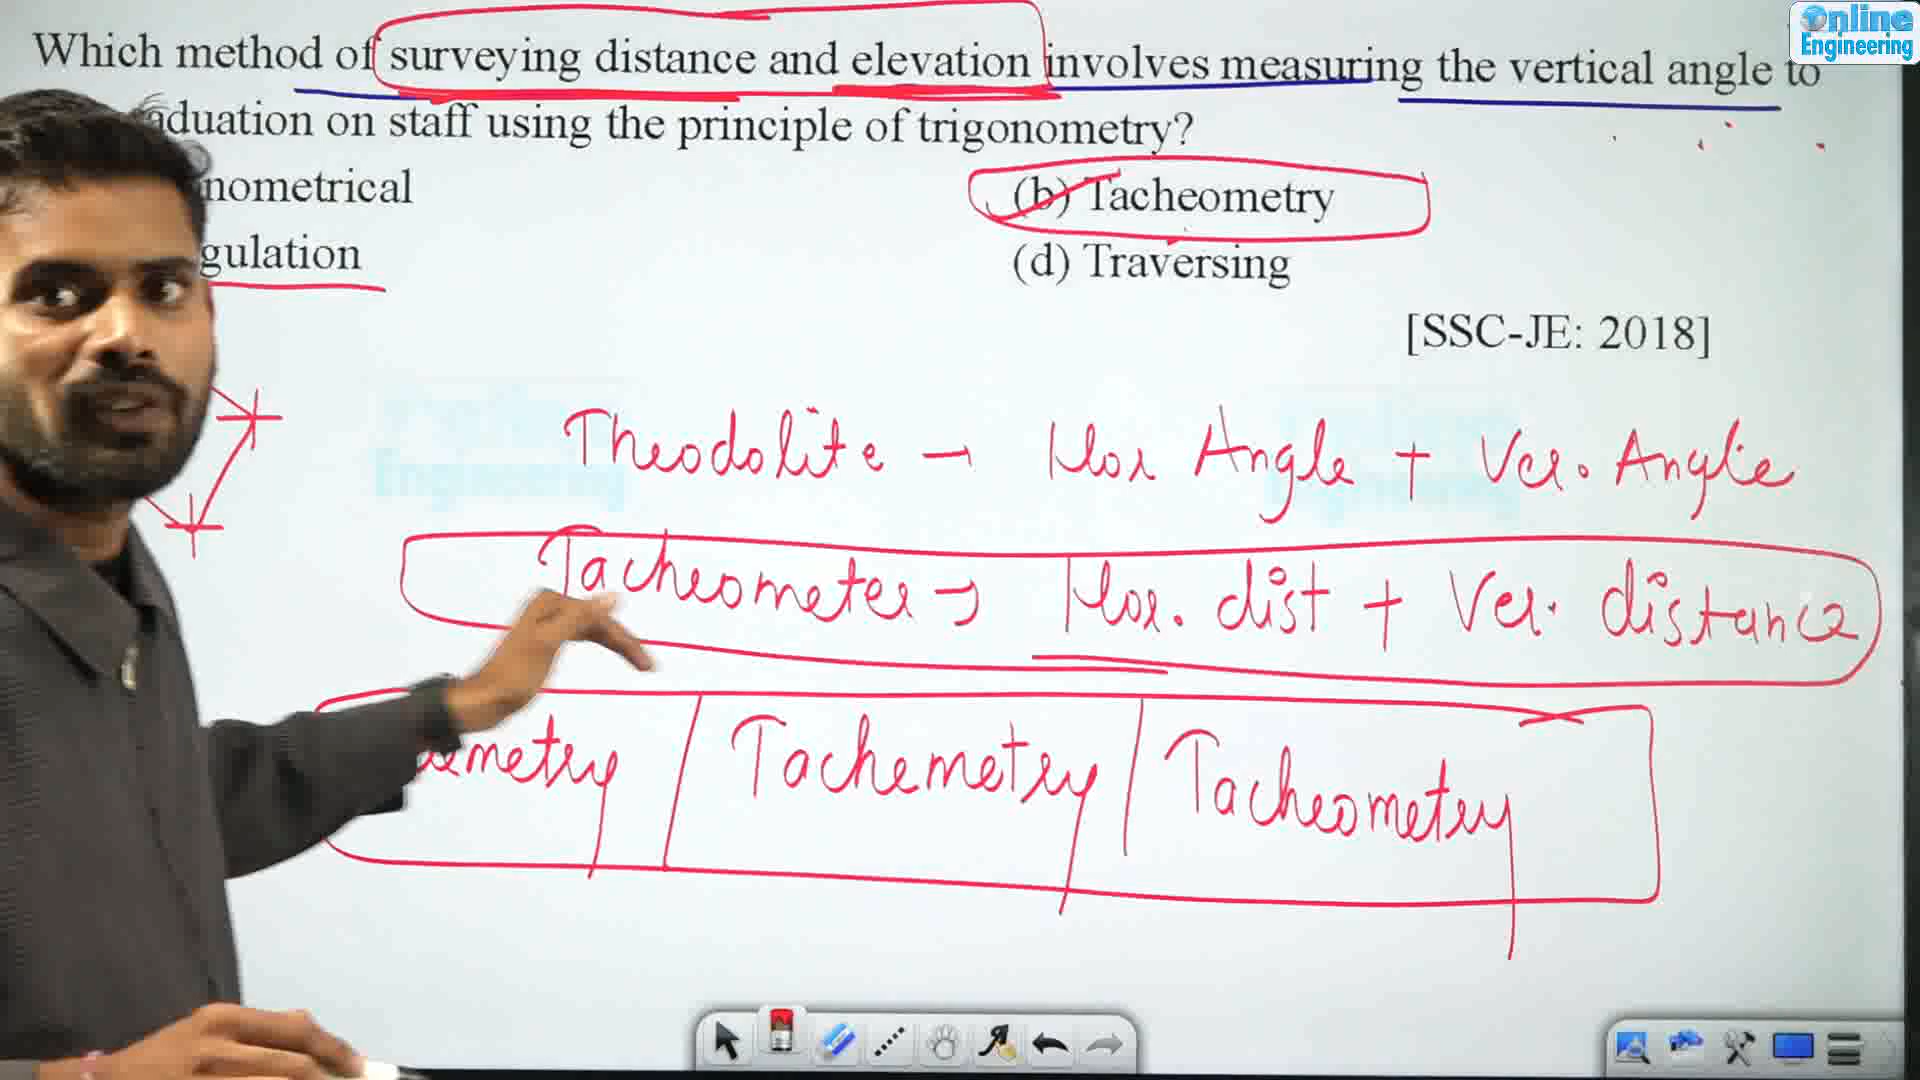 Online
Engineering
Which method of surveying distance and elevation involves measuring the vertical angle to
aduation on staff using the principle of trigonometry?
nometrical
(b) Tacheometry
gulation
(d) Traversing
[SSC-JE: 2018]
Theodolite → Hor Angle + Ver. Angle
Tacheometer → Hor. dist + Ver. distance
emetry | Tachemetry | Tacheometry